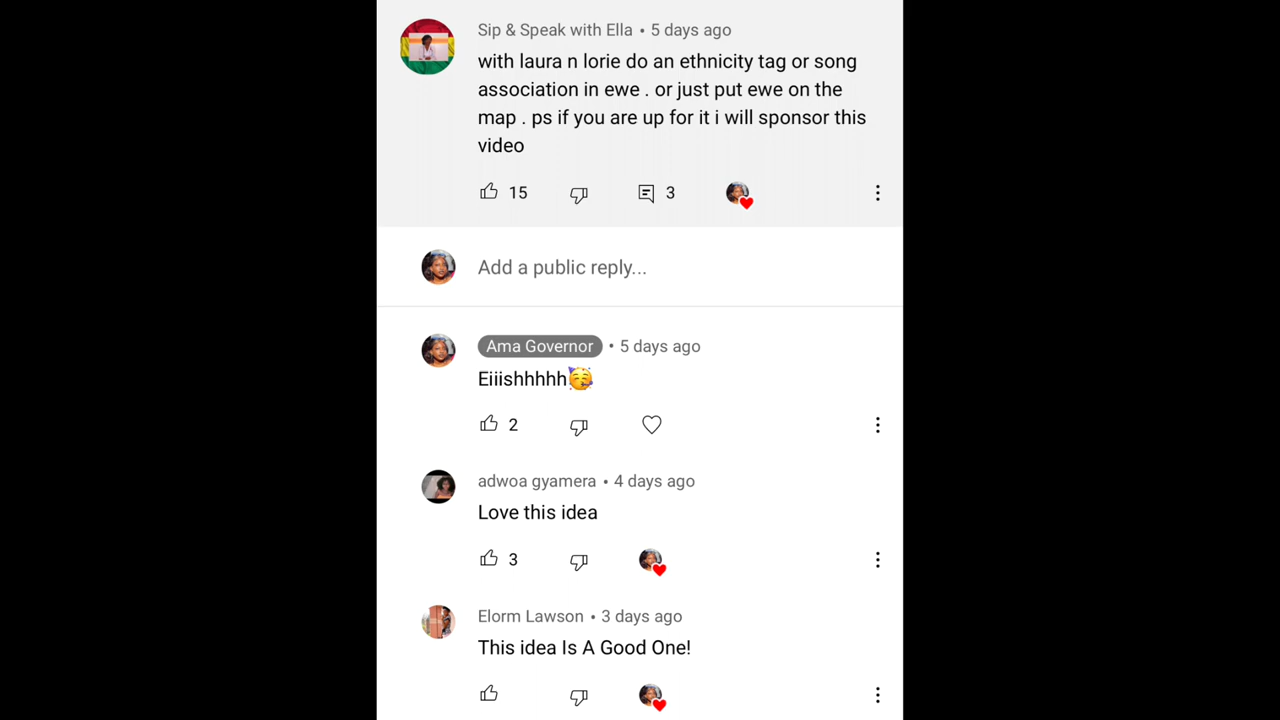 Sip & Speak with Ella • 5 days ago
with laura n lorie do an ethnicity tag or song
association in ewe . or just put ewe on the
map . ps if you are up for it i will sponsor this
video
15 3
Add a public reply...
Ama Governor • 5 days ago
Eiiishhhhh🥳
2
adwoa gyamera • 4 days ago
Love this idea
3
Elorm Lawson • 3 days ago
This idea Is A Good One!